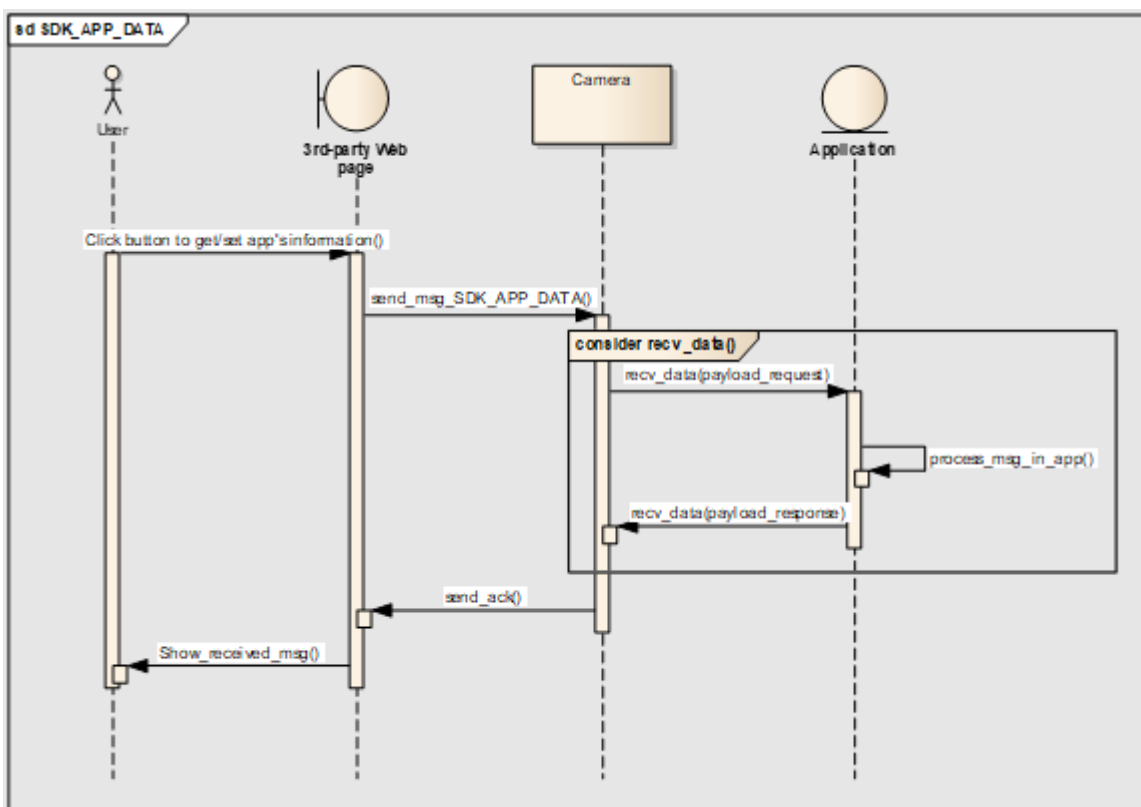 sd SDK_APP_DATA
User
3rd-party Web
page
Camera
Application
Click button to get/set app's information()
send_msg_SDK_APP_DATA()
consider recv_data()
recv_data(payload_request)
process_msg_in_app()
recv_data(payload_response)
send_ack()
Show_received_msg()